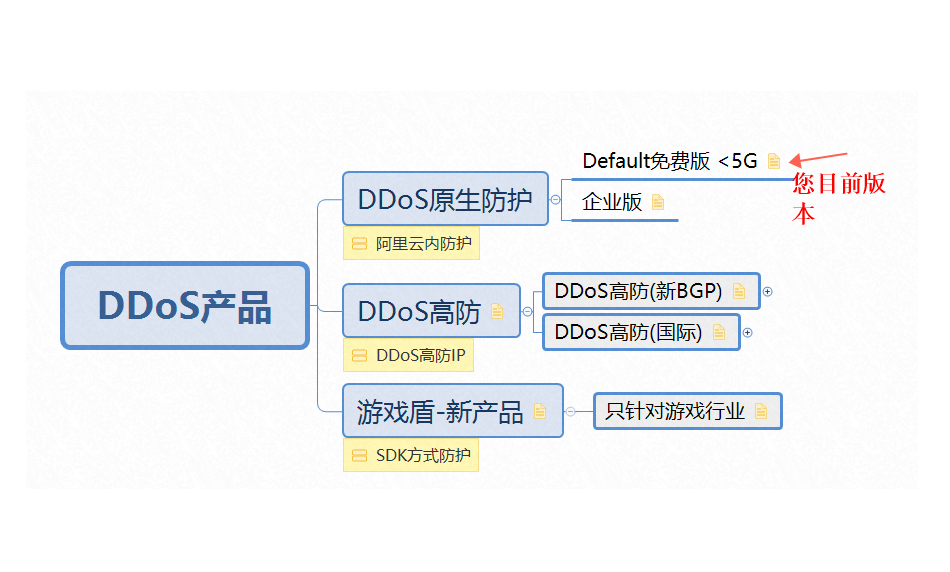 Default免费版 <5G
您目前版
本
DDoS原生防护
企业版
阿里云内防护
DDoS产品
DDoS高防
DDoS高防(新BGP)
DDoS高防(国际)
DDoS高防IP
游戏盾-新产品
只针对游戏行业
SDK方式防护